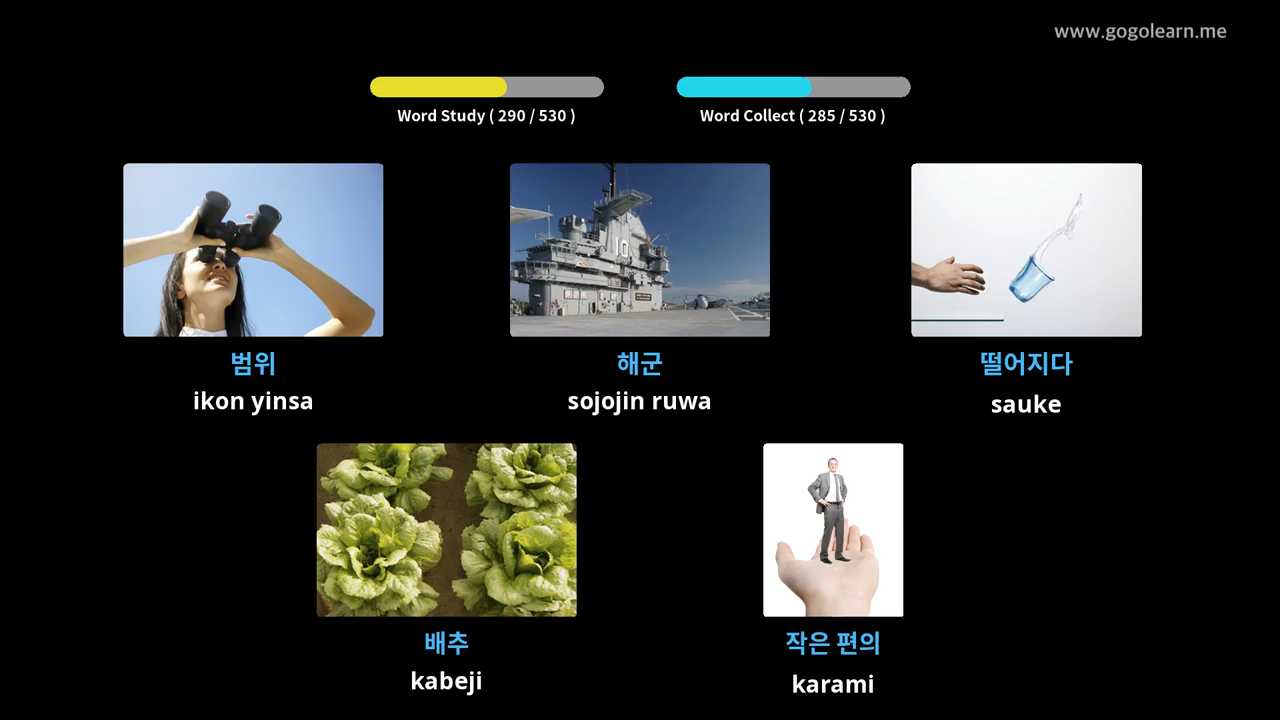 www.gogolearn.me
Word Study ( 290 / 530 )
Word Collect ( 285 / 530 )
10
범위
ikon yinsa
해군
sojojin ruwa
떨어지다
sauke
배추
kabeji
작은 편의
karami